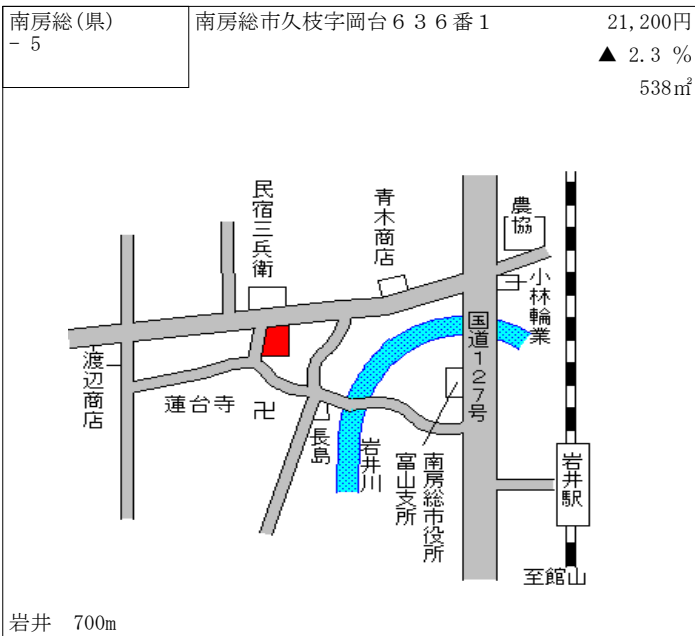 南房総(県)
- 5
南房総市久枝字岡台６３６番１
21,200円
▲ 2.3 %
538㎡
民宿三兵衛
青木商店
農協
小林輪業
国道127号
渡辺商店
蓮台寺
卍
長島
岩井川
南房総市役所
富山支所
岩井駅
至館山
岩井 700m